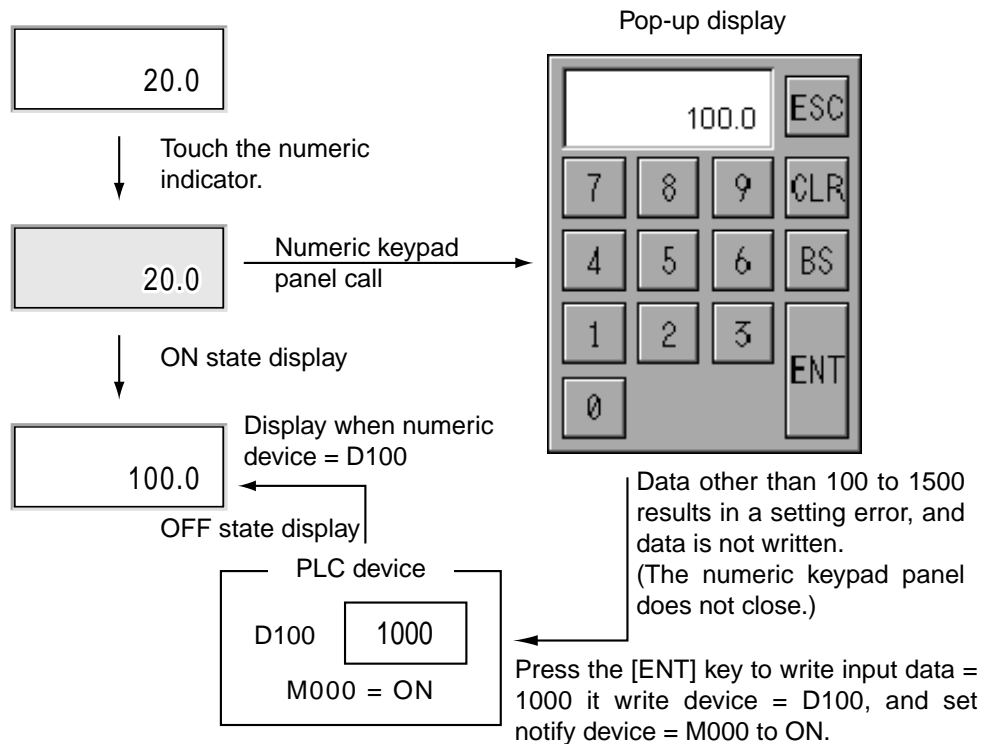 Pop-up display
20.0
Touch the numeric
indicator.
20.0
Numeric keypad
panel call
100.0
ESC
7 8 9 CLR
4 5 6 BS
1 2 3
ENT
0
ON state display
100.0
Display when numeric
device = D100
OFF state display
Data other than 100 to 1500
results in a setting error, and
data is not written.
(The numeric keypad panel
does not close.)
PLC device
D100 1000
M000 = ON
Press the [ENT] key to write input data =
1000 it write device = D100, and set
notify device = M000 to ON.